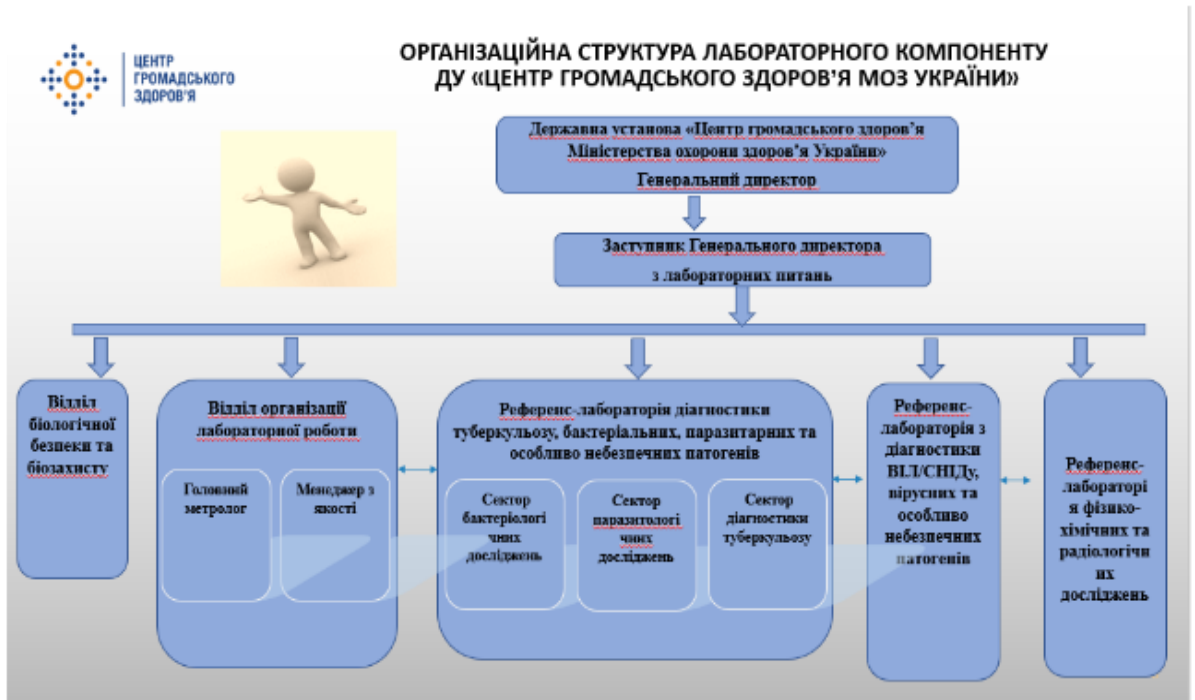 ЦЕНТР
ГРОМАДСЬКОГО
ЗДОРОВ'Я
ОРГАНІЗАЦІЙНА СТРУКТУРА ЛАБОРАТОРНОГО КОМПОНЕНТУ
ДУ «ЦЕНТР ГРОМАДСЬКОГО ЗДОРОВ'Я МОЗ УКРАЇНИ»
Державна установа «Центр громадського здоров'я
Міністерства охорони здоров'я України»
Генеральний директор
Заступник Генерального директора
з лабораторних питань
Відділ
біологічної
безпеки та
біозахисту
Відділ організації
лабораторної роботи
Головний
метролог
Менеджер з
якості
Референс-лабораторія діагностики
туберкульозу, бактеріальних, паразитарних та
особливо небезпечних патогенів
Сектор
бактеріологі
чних
досліджень
Сектор
паразитологі
чних
досліджень
Сектор
діагностики
туберкульозу
Референс-
лабораторія з
діагностики
ВІЛ/СНІДу,
вірусних та
особливо
небезпечних
патогенів
Референс-
лабораторі
я фізико-
хімічних та
радіологічн
их
досліджень